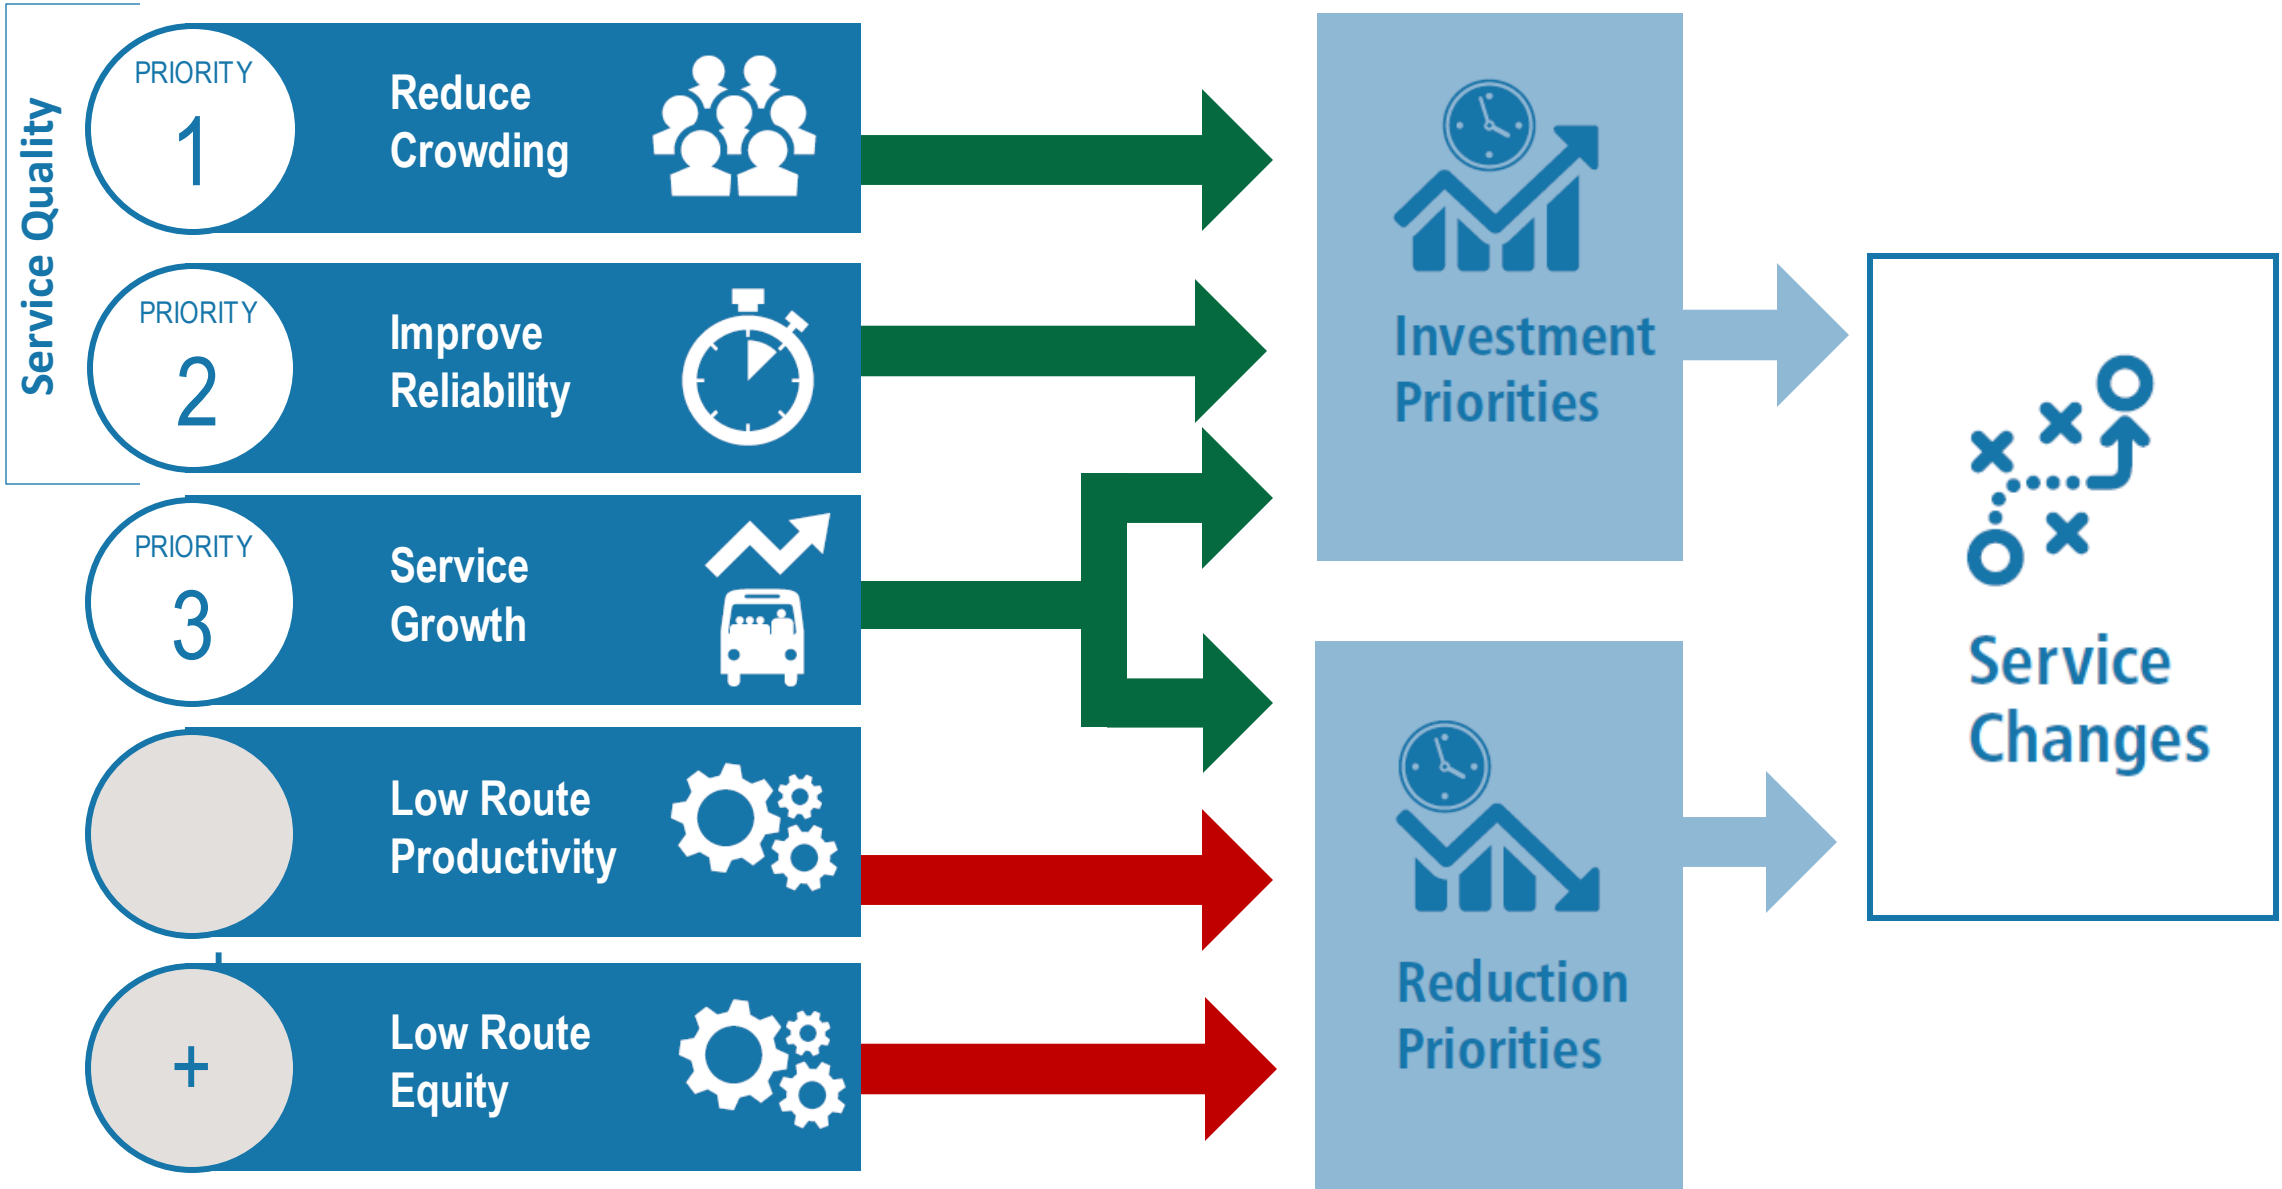 Service Quality
PRIORITY
1
Reduce
Crowding
PRIORITY
2
Improve
Reliability
PRIORITY
3
Service
Growth
Low Route
Productivity
+
Low Route
Equity
Investment
Priorities
Reduction
Priorities
Service
Changes